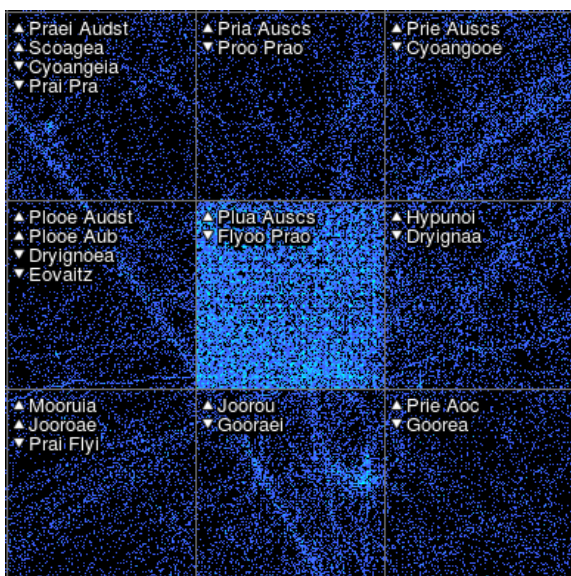 ▲ Praei Audst
▲ Scoagea
▼ Cyoangeia
▼ Prai Pra
▲ Pria Auscs
▼ Proo Prao
▲ Prie Auscs
▼ Cyoangooe
▲ Plooe Audst
▲ Plooe Aub
▼ Dryignoea
▼ Eovaitz
▲ Plua Auscs
▼ Flyoo Prao
▲ Hypunoi
▼ Dryignaa
▲ Mooruia
▲ Jooroae
▼ Prai Flyi
▲ Joorou
▼ Gooraei
▲ Prie Aoc
▼ Goorea